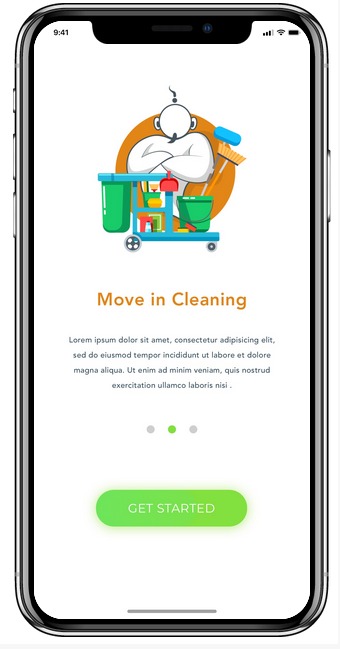 9:41
Move in Cleaning
Lorem ipsum dolor sit amet, consectetur adipisicing elit,
sed do eiusmod tempor incididunt ut labore et dolore
magna aliqua. Ut enim ad minim veniam, quis nostrud
exercitation ullamco laboris nisi .
GET STARTED